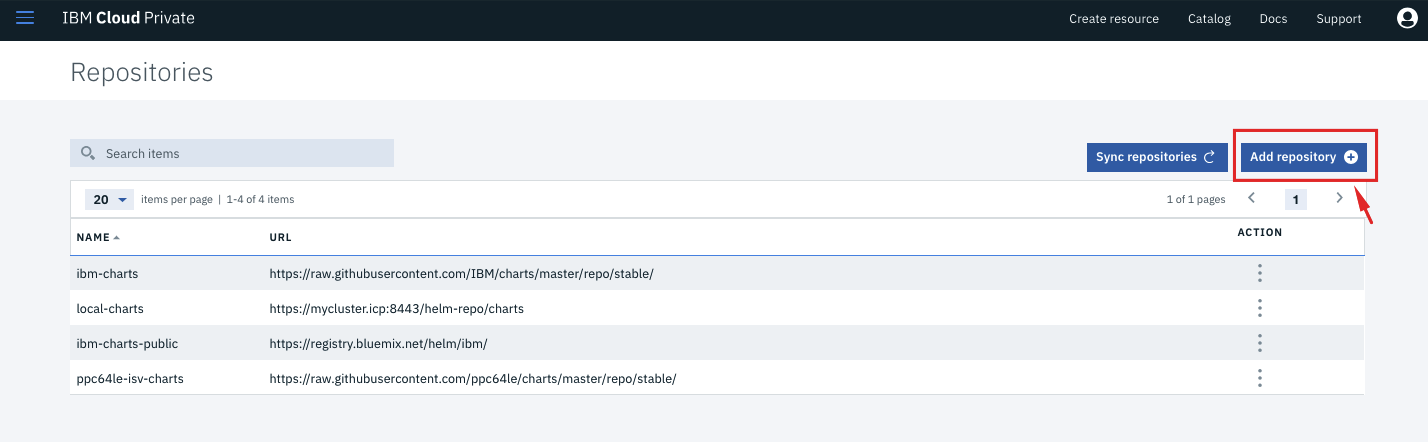 IBM Cloud Private Create resource Catalog Docs Support
Repositories
Search items Sync repositories Add repository
20 items per page | 1-4 of 4 items 1 of 1 pages 1
NAME URL ACTION
ibm-charts https://raw.githubusercontent.com/IBM/charts/master/repo/stable/
local-charts https://mycluster.icp:8443/helm-repo/charts
ibm-charts-public https://registry.bluemix.net/helm/ibm/
ppc64le-isv-charts https://raw.githubusercontent.com/ppc64le/charts/master/repo/stable/